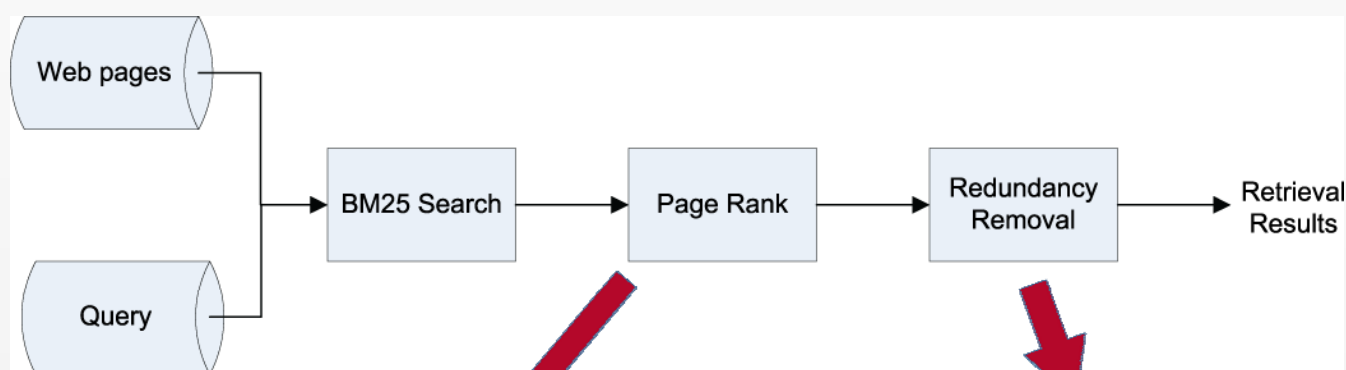 Web pages
BM25 Search
Page Rank
Redundancy
Removal
Retrieval
Results
Query